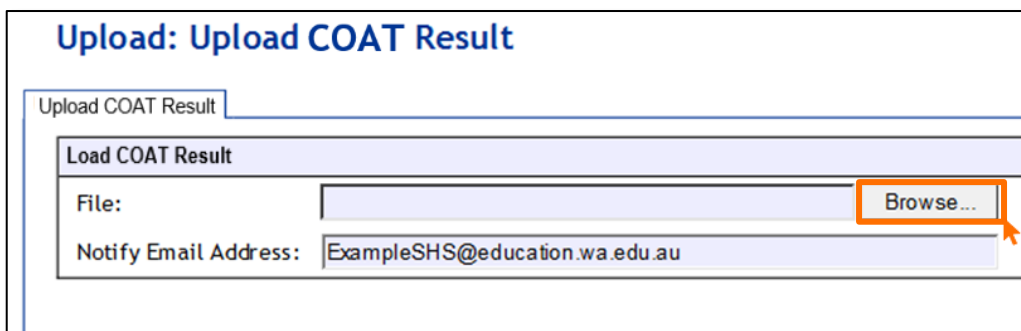 Upload: Upload COAT Result
Upload COAT Result
Load COAT Result
File: Browse...
Notify Email Address: ExampleSHS@education.wa.edu.au